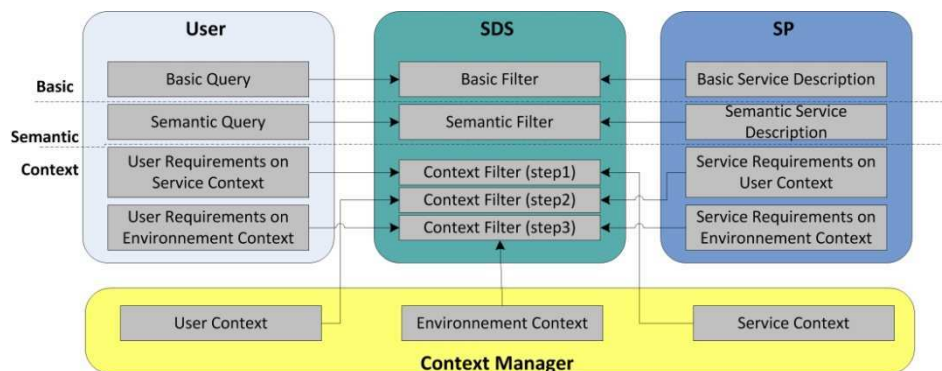 User
SDS
SP
Basic
Basic Query
Basic Filter
Basic Service Description
Semantic
Semantic Query
Semantic Filter
Semantic Service
Description
Context
User Requirements on
Service Context
Context Filter (step1)
Service Requirements on
User Context
Context Filter (step2)
User Requirements on
Environnement Context
Context Filter (step3)
Service Requirements on
Environnement Context
User Context
Environnement Context
Service Context
Context Manager